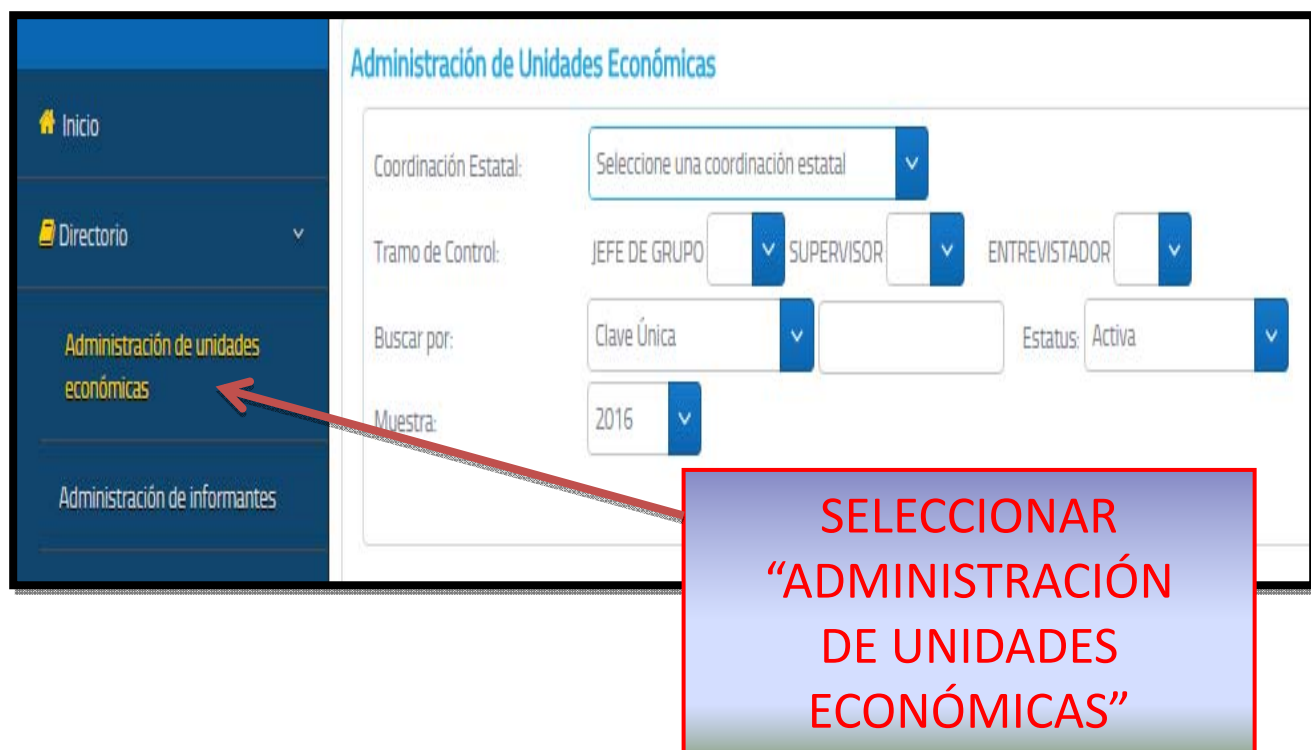 Administración de Unidades Económicas
Inicio
Directorio
Administración de unidades
económicas
Administración de informantes
Coordinación Estatal: Seleccione una coordinación estatal
Tramo de Control: JEFE DE GRUPO SUPERVISOR ENTREVISTADOR
Buscar por: Clave Única Estatus: Activa
Muestra: 2016
SELECCIONAR
“ADMINISTRACIÓN
DE UNIDADES
ECONÓMICAS”